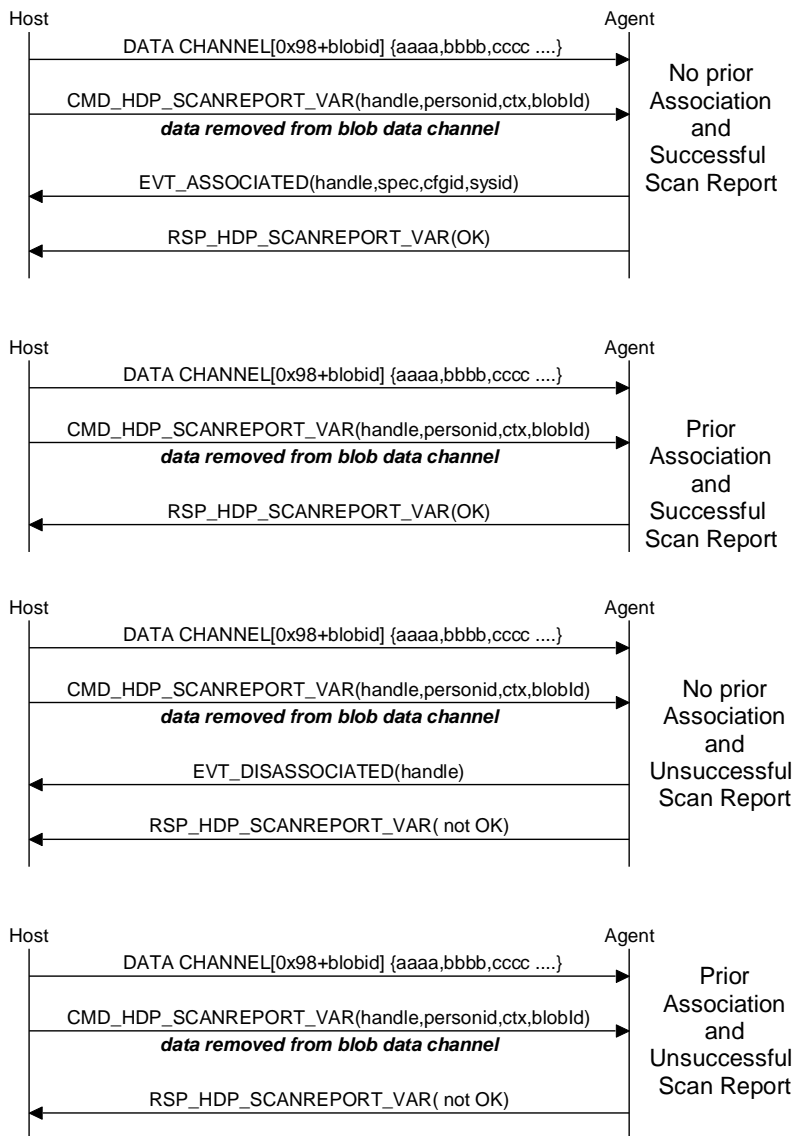 Host Agent
DATA CHANNEL[0x98+blobid] {aaaa,bbbb,cccc ....}
CMD_HDP_SCANREPORT_VAR(handle,personid,ctx,blobId)
data removed from blob data channel
EVT_ASSOCIATED(handle,spec,cfgid,sysid)
RSP_HDP_SCANREPORT_VAR(OK)
No prior
Association
and
Successful
Scan Report
Host Agent
DATA CHANNEL[0x98+blobid] {aaaa,bbbb,cccc ....}
CMD_HDP_SCANREPORT_VAR(handle,personid,ctx,blobId)
data removed from blob data channel
RSP_HDP_SCANREPORT_VAR(OK)
Prior
Association
and
Successful
Scan Report
Host Agent
DATA CHANNEL[0x98+blobid] {aaaa,bbbb,cccc ....}
CMD_HDP_SCANREPORT_VAR(handle,personid,ctx,blobId)
data removed from blob data channel
EVT_DISASSOCIATED(handle)
RSP_HDP_SCANREPORT_VAR( not OK)
No prior
Association
and
Unsuccessful
Scan Report
Host Agent
DATA CHANNEL[0x98+blobid] {aaaa,bbbb,cccc ....}
CMD_HDP_SCANREPORT_VAR(handle,personid,ctx,blobId)
data removed from blob data channel
RSP_HDP_SCANREPORT_VAR( not OK)
Prior
Association
and
Unsuccessful
Scan Report